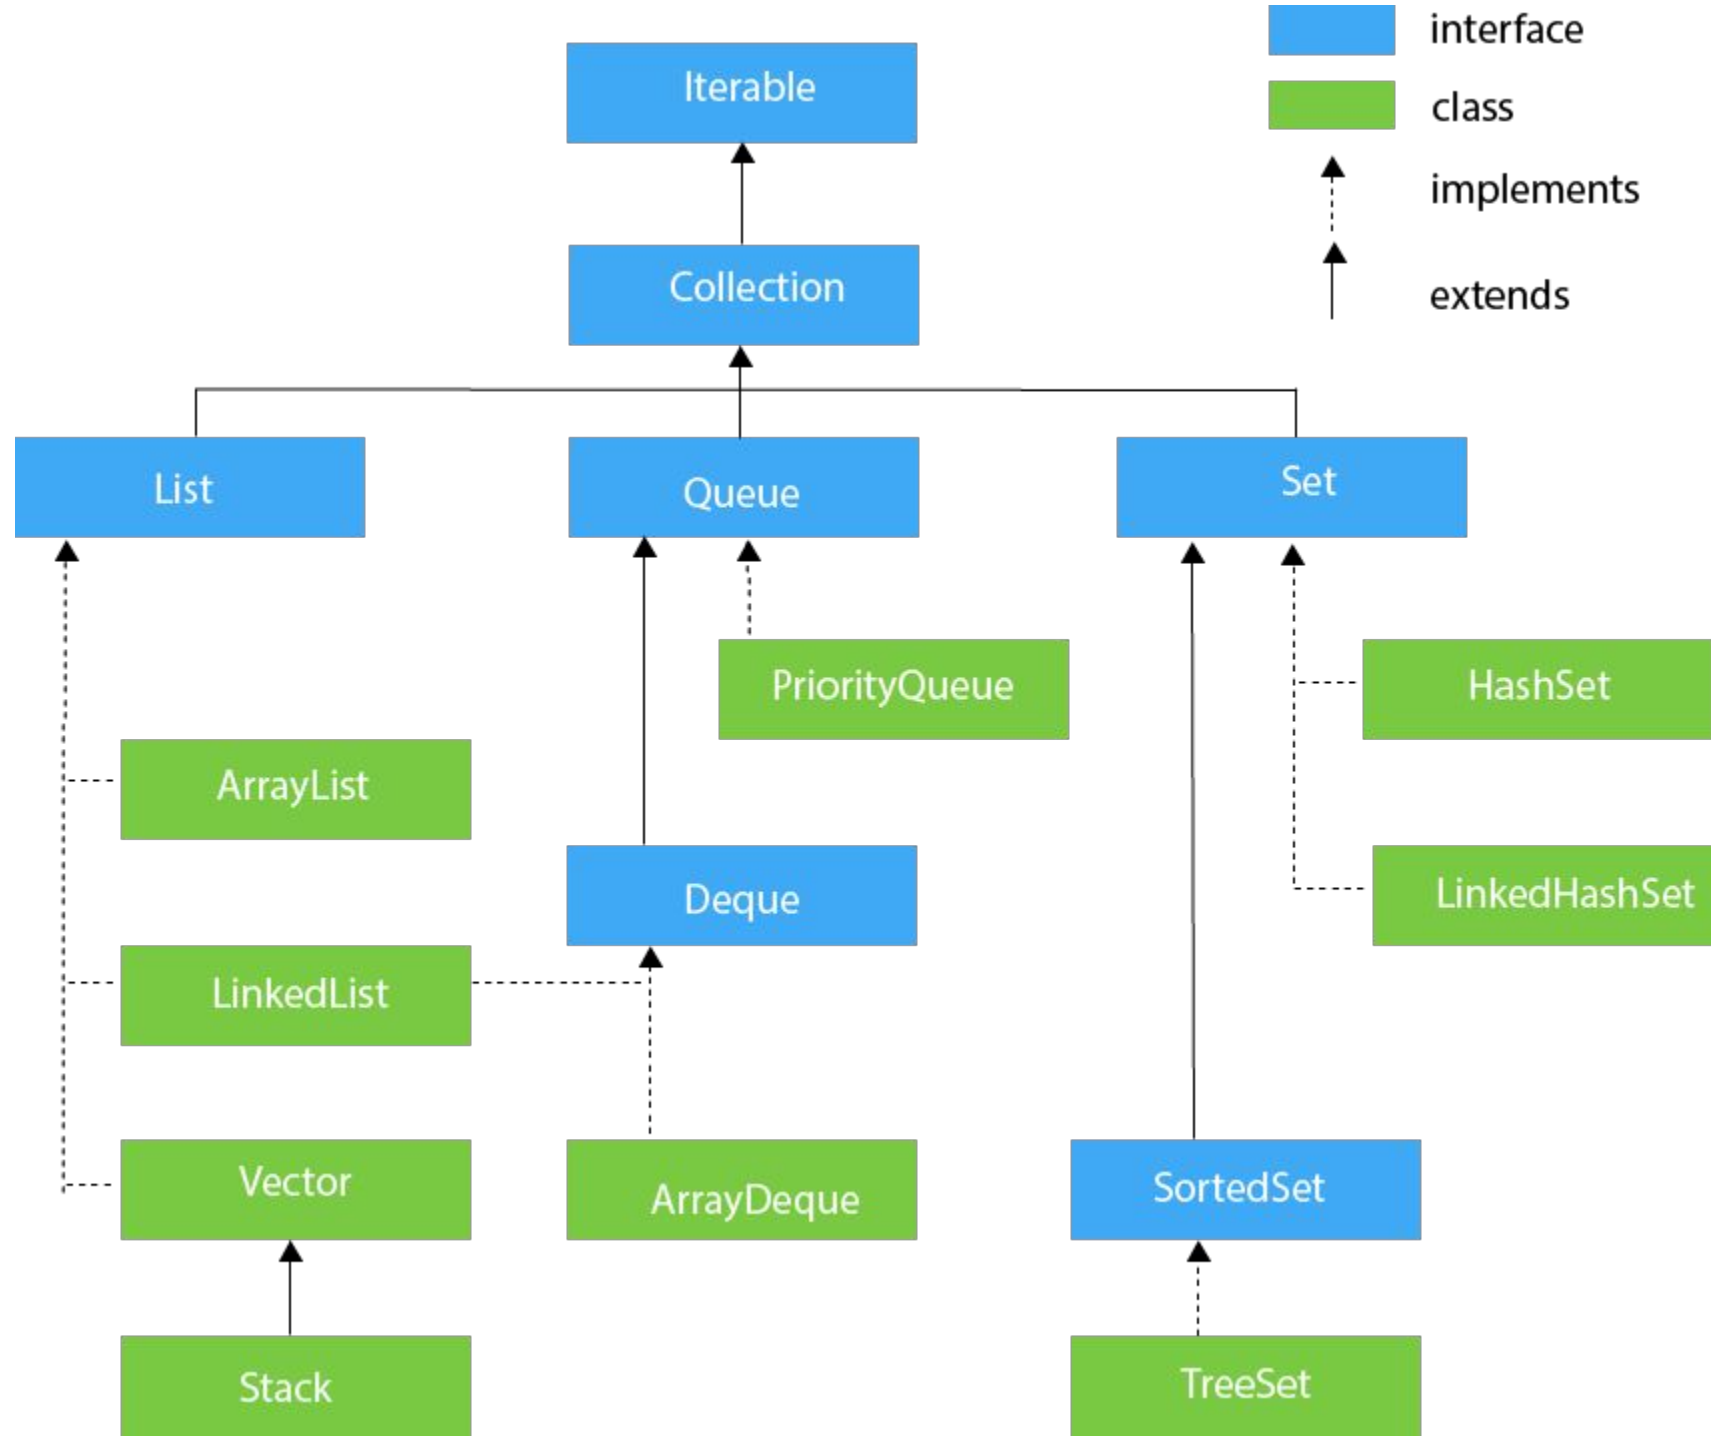 interface
Iterable
class
implements
Collection
extends
List
Queue
Set
PriorityQueue
HashSet
ArrayList
Deque
LinkedHashSet
LinkedList
Vector
ArrayDeque
SortedSet
Stack
TreeSet